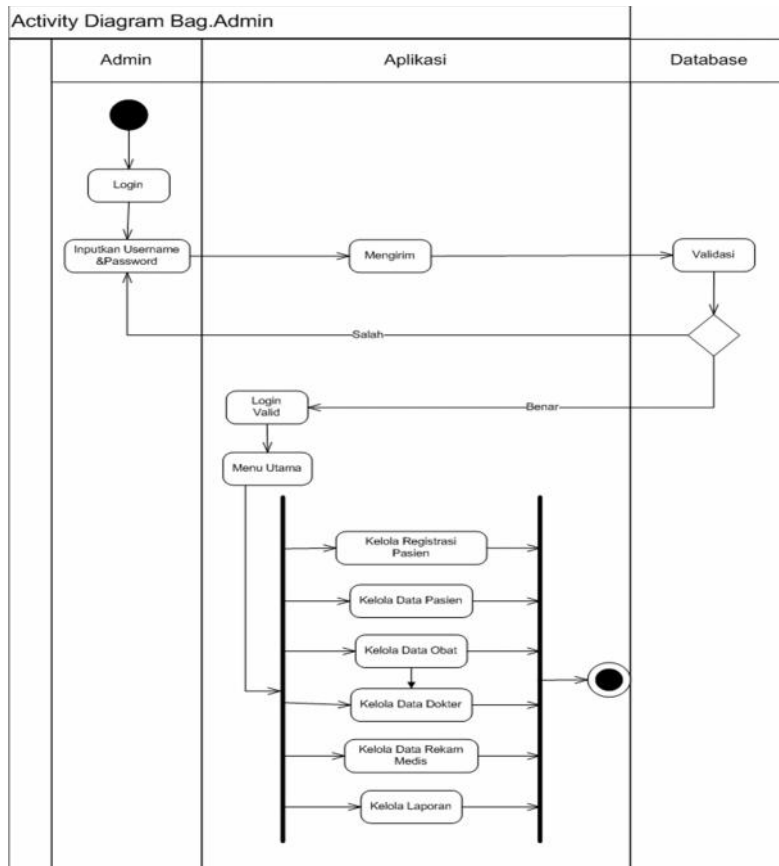 Activity Diagram Bag.Admin
Admin
Aplikasi
Database
Login
Inputkan Username
&Password
Mengirim
Validasi
Salah
Login
Valid
Benar
Menu Utama
Kelola Registrasi
Pasien
Kelola Data Pasien
Kelola Data Obat
Kelola Data Dokter
Kelola Data Rekam
Medis
Kelola Laporan